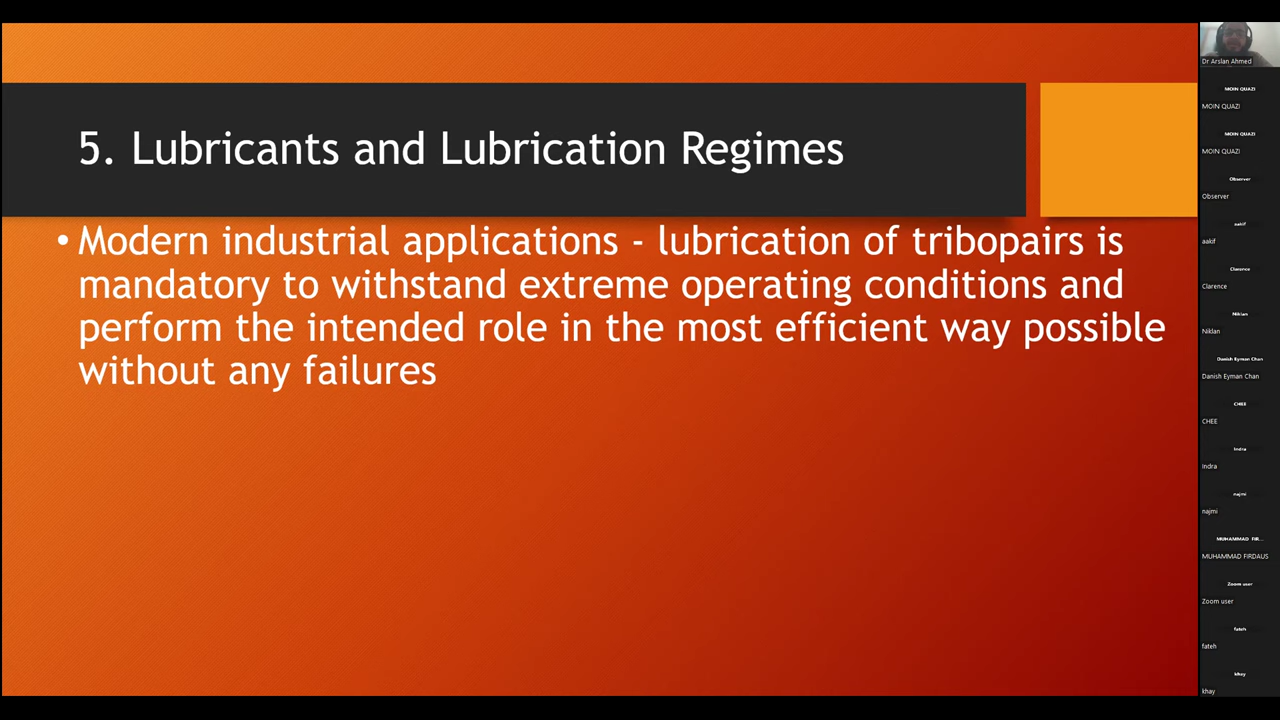 5. Lubricants and Lubrication Regimes
• Modern industrial applications - lubrication of tribopairs is
mandatory to withstand extreme operating conditions and
perform the intended role in the most efficient way possible
without any failures
Dr Arslan Ahmed
MOIN QUAZI
MOIN QUAZI
MOIN QUAZI
MOIN QUAZI
Observer
Observer
aakif
aakif
Clarence
Clarence
Niklan
Niklan
Danish Eyman Chan
Danish Eyman Chan
CHEE
CHEE
Indra
Indra
najmi
najmi
MUHAMMAD FIR...
MUHAMMAD FIRDAUS
Zoom user
Zoom user
fateh
fateh
khay
khay